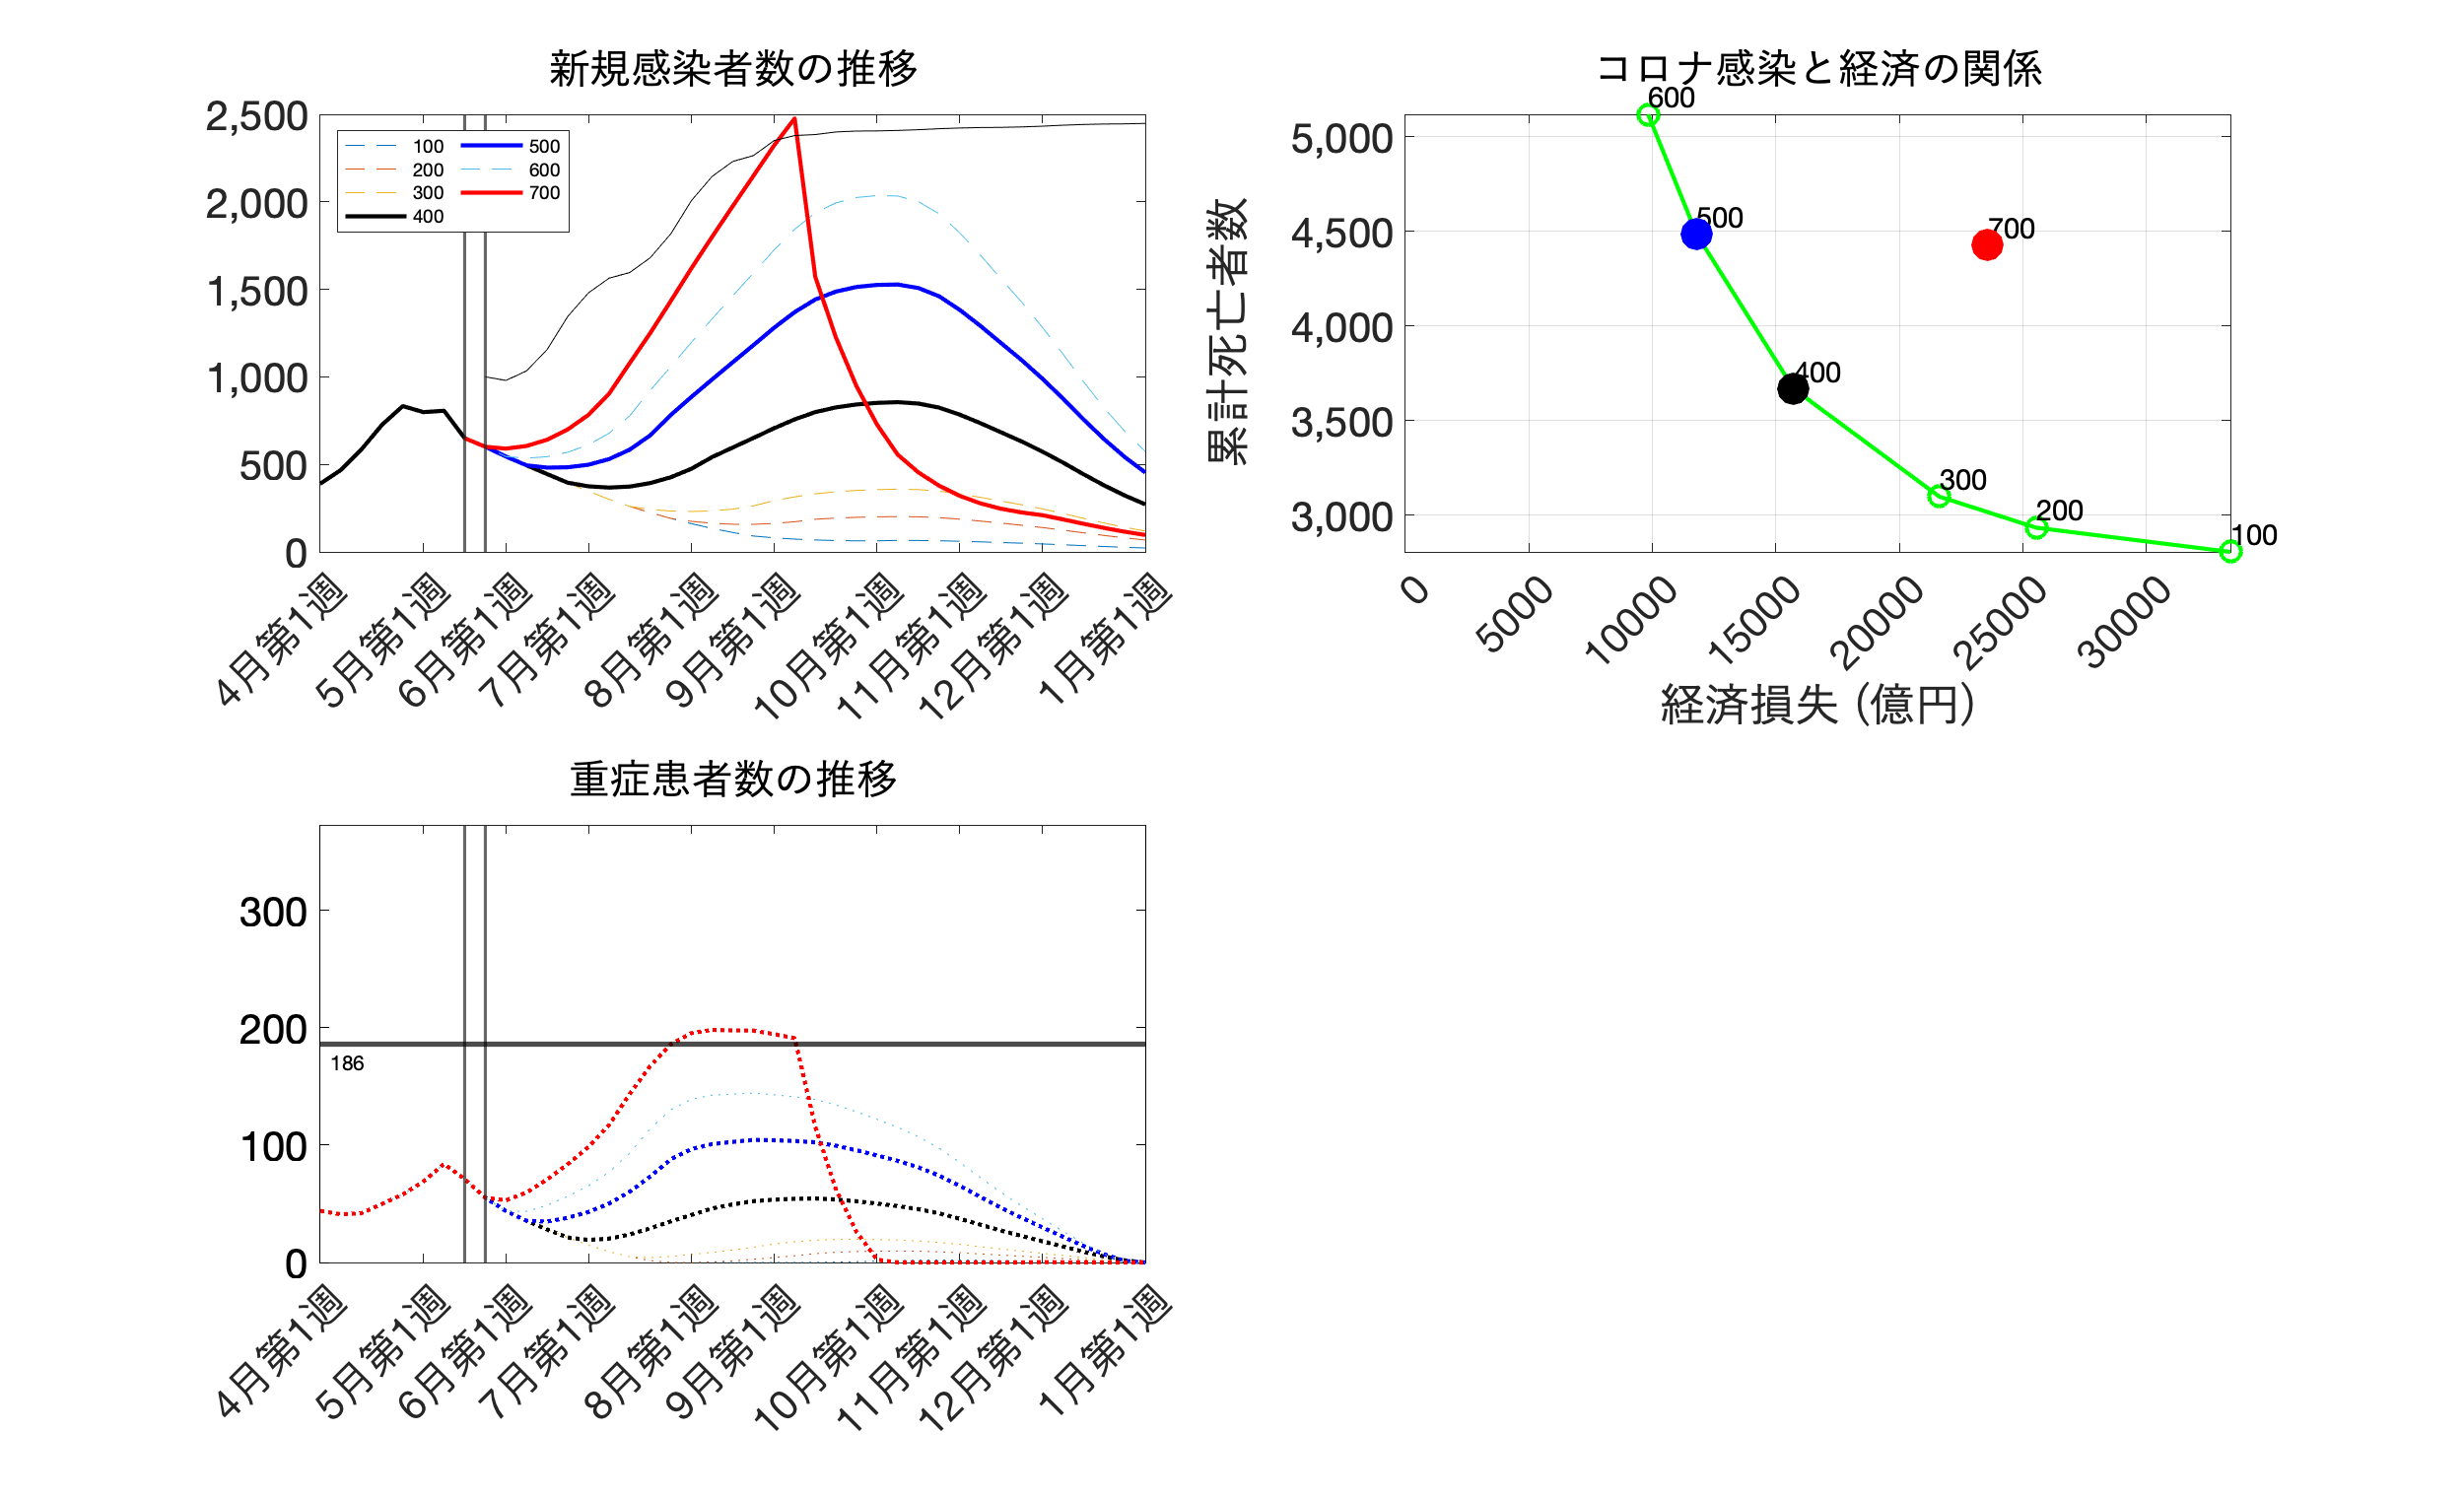 新規感染者数の推移
2,500
2,000
1,500
1,000
500
0
100
200
300
400
500
600
700
4月第1週
5月第1週
6月第1週
7月第1週
8月第1週
9月第1週
10月第1週
11月第1週
12月第1週
1月第1週
コロナ感染と経済の関係
累計死亡者数
5,000
4,500
4,000
3,500
3,000
600
500
700
400
300
200
100
0
5000
10000
15000
20000
25000
30000
経済損失 (億円)
重症患者数の推移
300
200
100
0
186
4月第1週
5月第1週
6月第1週
7月第1週
8月第1週
9月第1週
10月第1週
11月第1週
12月第1週
1月第1週